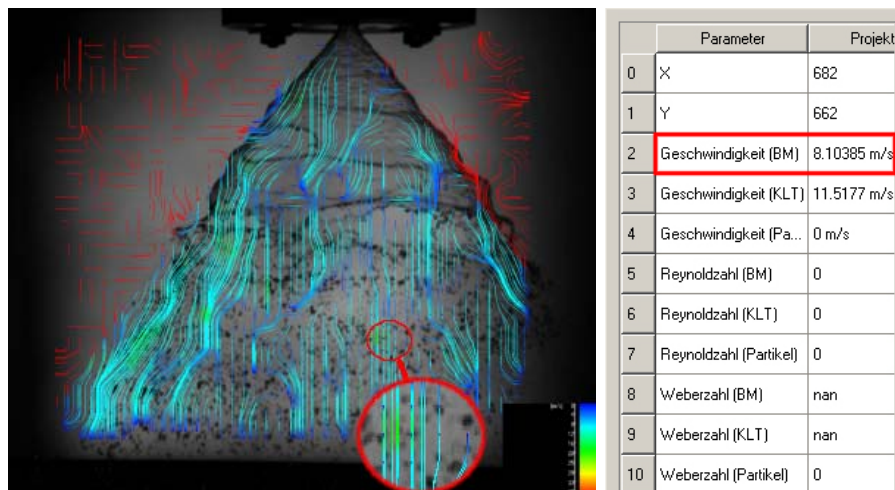 Parameter Projekt
0 X 682
1 Y 662
2 Geschwindigkeit (BM) 8.10385 m/s
3 Geschwindigkeit (KLT) 11.5177 m/s
4 Geschwindigkeit (Pa... 0 m/s
5 Reynoldzahl (BM) 0
6 Reynoldzahl (KLT) 0
7 Reynoldzahl (Partikel) 0
8 Weberzahl (BM) nan
9 Weberzahl (KLT) nan
10 Weberzahl (Partikel) 0